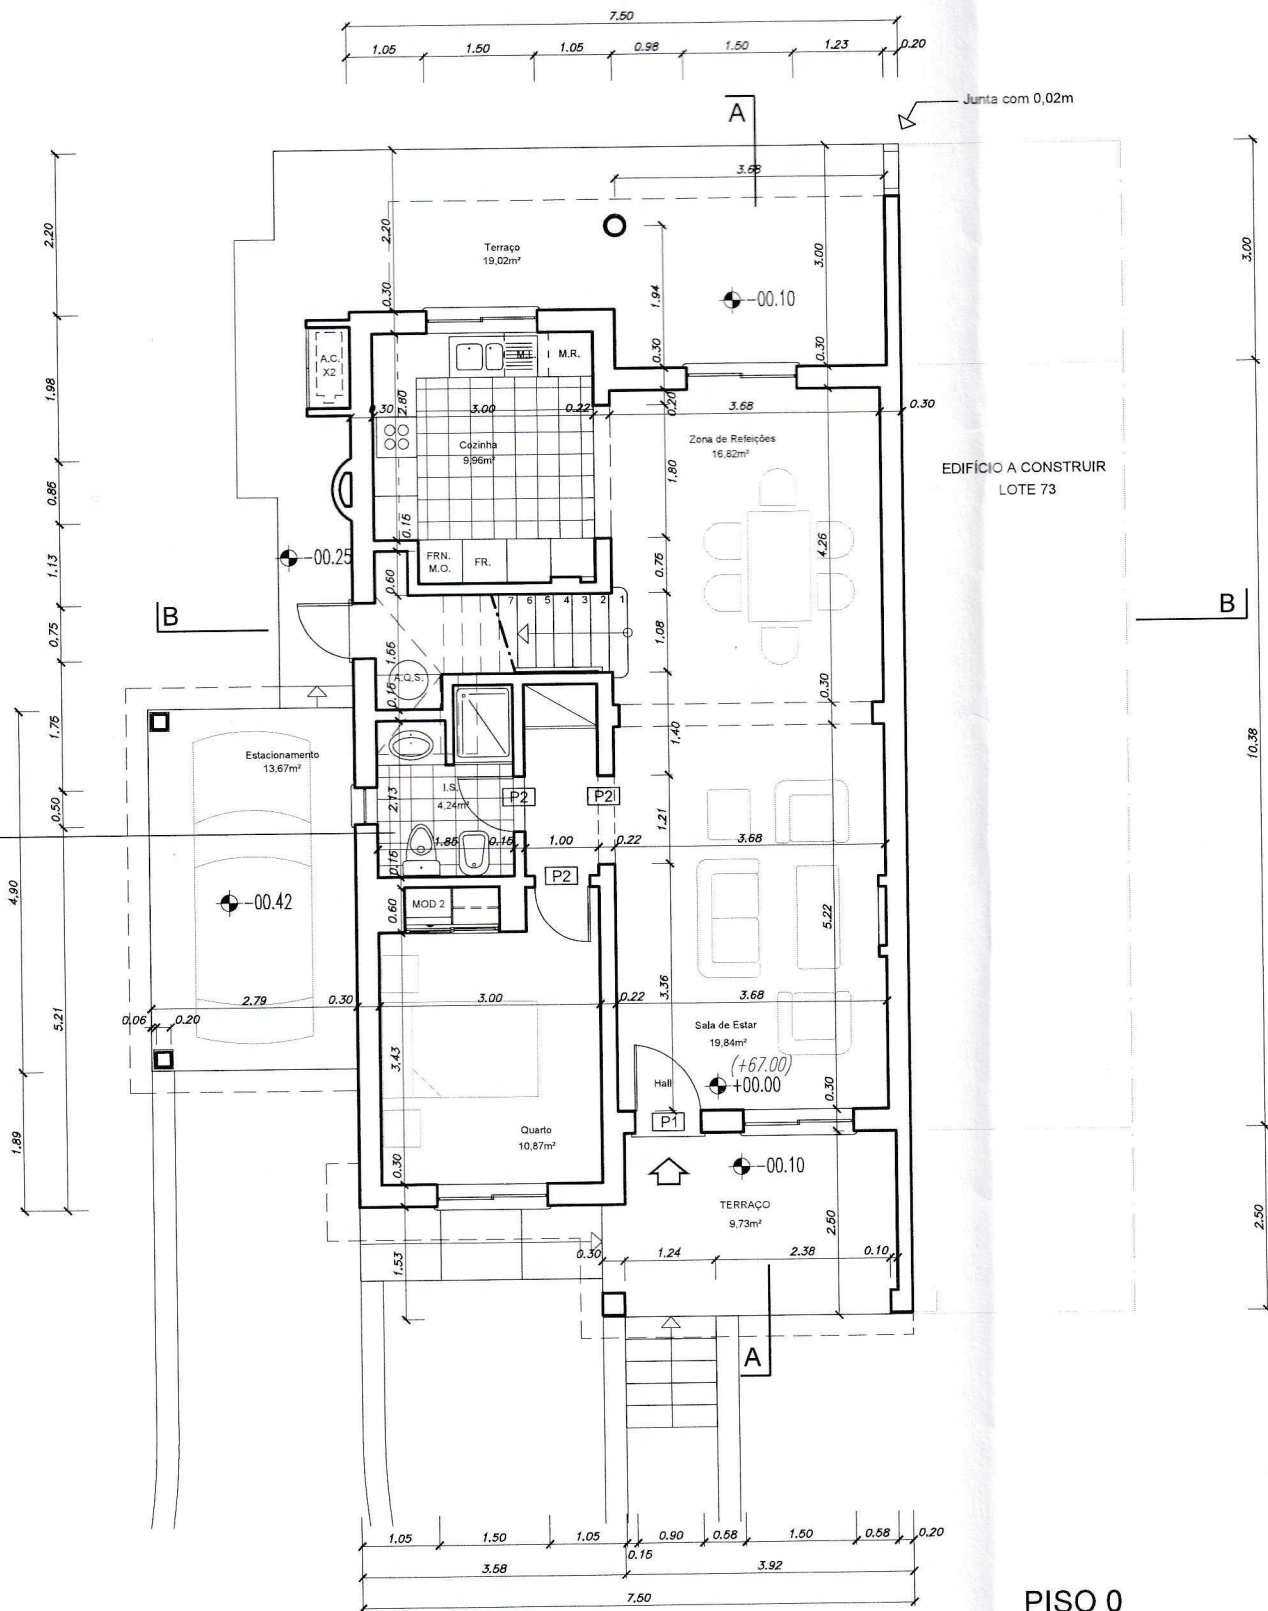 7.50
1.05 1.50 1.05 0.98 1.50 1.23 0.20
Junta com 0,02m
A
3.68
2.20
2.20
Terraço
19,02m²
3.00
3.00
1.94
-00.10
0.30
0.30
0.30
A.C.
X2
M.L.
M.R.
1.98
2.80
0.30
3.00
0.22
0.20
3.68
0.30
Cozinha
9,96m²
Zona de Refeições
16,82m²
1.80
EDIFÍCIO A CONSTRUIR
LOTE 73
0.85
0.15
4.26
FRN.
M.O.
FR.
-00.25
0.75
1.13
0.60
7 6 5 4 3 2 1
B
B
0.75
1.55
1.08
A.Q.S.
0.15
0.30
1.75
1.40
10.38
Estacionamento
13,67m²
I.S.
4,24m²
2.13
P2
P2
0.50
1.21
1.85
0.15
1.00
0.22
3.68
0.15
P2
4,90
-00.42
MOD 2
0.60
5.22
5.21
2.79
0.30
3.00
0.22
3.36
3.68
0.06
0.20
Sala de Estar
19,84m²
(+67.00)
+00.00
Hall
3,43
0.30
P1
1.89
Quarto
10,87m²
0.30
-00.10
TERRAÇO
9,73m²
2.50
2.50
0.30
1.24
2.38
0.10
1.53
A
1,05 1.50 1.05 0.90 0.58 1.50 0.58 0.20
0.15
3.58 3.92
7,50
PISO 0